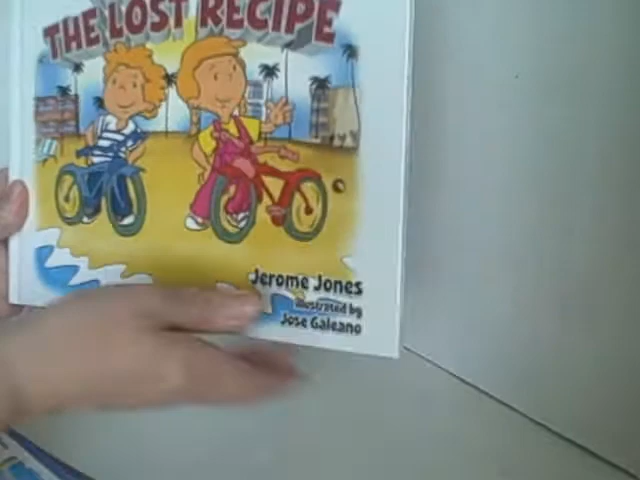 THE LOST RECIPE
Jerome Jones
illustrated by
Jose Galeano